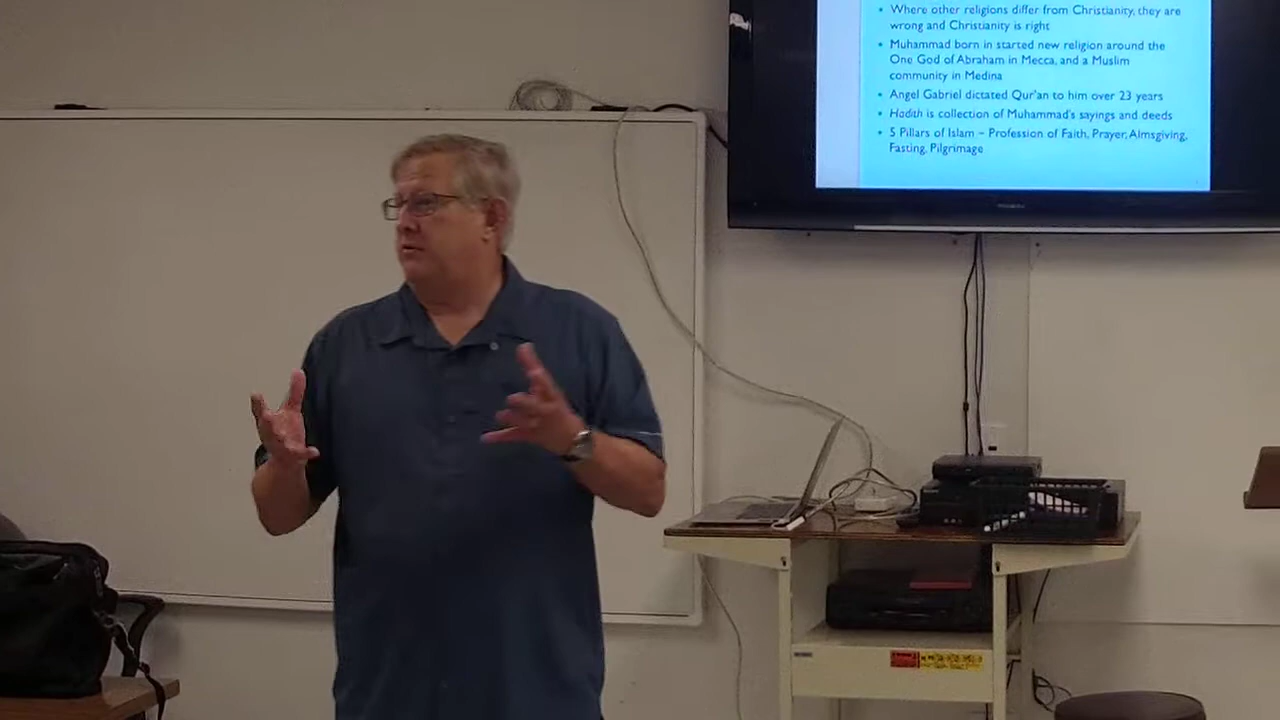 Where other religions differ from Christianity, they are
wrong and Christianity is right
Muhammad born in started new religion around the
One God of Abraham in Mecca, and a Muslim
community in Medina
Angel Gabriel dictated Qur'an to him over 23 years
Hadith is collection of Muhammad's sayings and deeds
5 Pillars of Islam – Profession of Faith, Prayer, Almsgiving,
Fasting, Pilgrimage